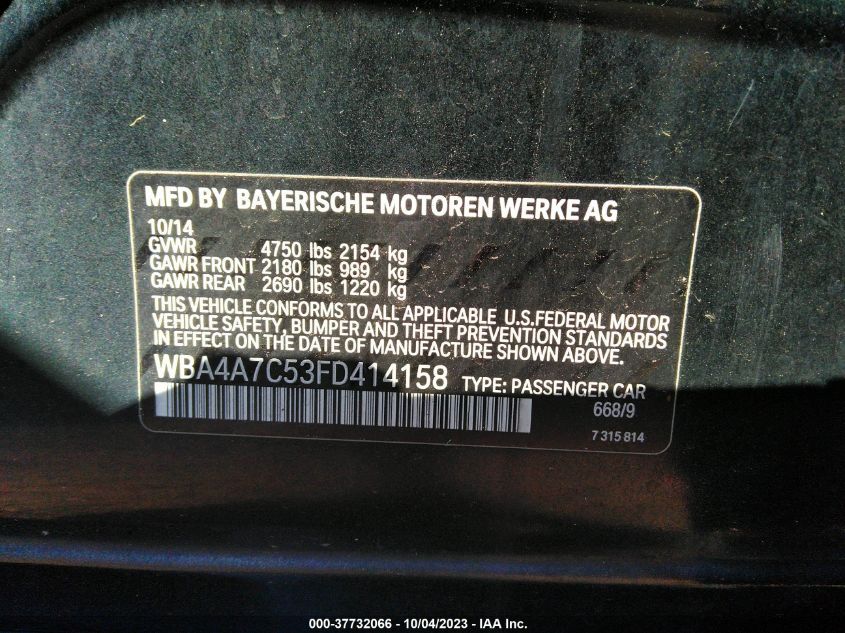 MFD BY BAYERISCHE MOTOREN WERKE AG
10/14
GVWR 4750 lbs 2154 kg
GAWR FRONT 2180 lbs 989 kg
GAWR REAR 2690 lbs 1220 kg
THIS VEHICLE CONFORMS TO ALL APPLICABLE U.S.FEDERAL MOTOR
VEHICLE SAFETY, BUMPER AND THEFT PREVENTION STANDARDS
IN EFFECT ON THE DATE OF MANUFACTURE SHOWN ABOVE.
WBA4A7C53FD414158 TYPE: PASSENGER CAR
668/9
7 315 814
000-37732066 - 10/04/2023 - IAA Inc.